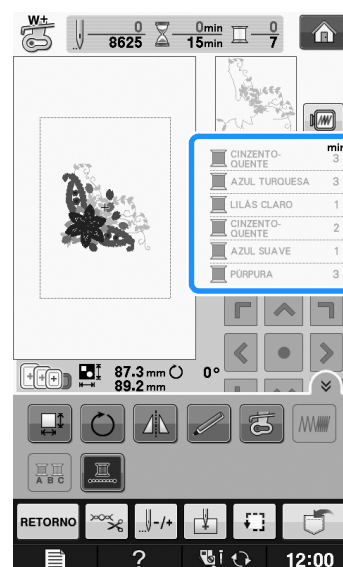 W+
0 0min 0
8625 15min 7
min
CINZENTO-
QUENTE 3
AZUL TURQUESA 3
LILÁS CLARO 1
CINZENTO-
QUENTE 2
AZUL SUAVE 1
PÚRPURA 3
87.3 mm 0°
89.2 mm
A B C
RETORNO -/+
? 12:00